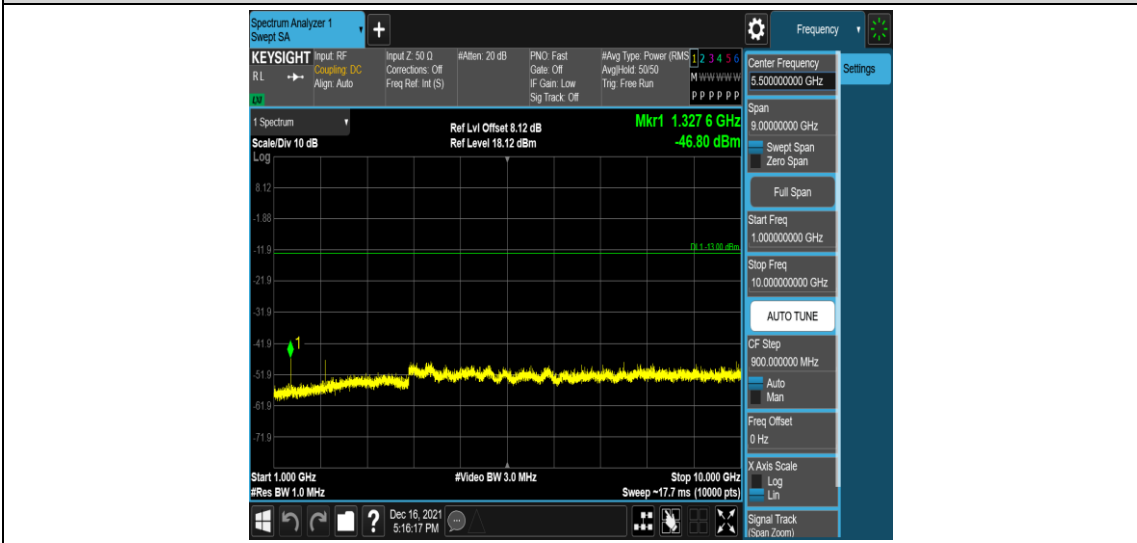 Spectrum Analyzer 1
Swept SA
+
Frequency
KEYSIGHT
R L
Input: RF
Coupling: DC
Align: Auto
Input Z: 50 Ω
Corrections: Off
Freq Ref: Int (S)
#Atten: 20 dB
PNO: Fast
Gate: Off
IF Gain: Low
Sig Track: Off
#Avg Type: Power (RMS
Avg|Hold: 50/50
Trig: Free Run
1 2 3 4 5 6
M W W W W W
P P P P P P
1 Spectrum
Scale/Div 10 dB
Log
Ref Lvl Offset 8.12 dB
Ref Level 18.12 dBm
Mkr1 1.327 6 GHz
-46.80 dBm
8.12
-1.88
-11.9
DL1 -13.00 dBm
-21.9
-31.9
-41.9
1
-51.9
-61.9
-71.9
Start 1.000 GHz
#Res BW 1.0 MHz
#Video BW 3.0 MHz
Stop 10.000 GHz
Sweep ~17.7 ms (10000 pts)
?
Dec 16, 2021
5:16:17 PM
Center Frequency
5.500000000 GHz
Settings
Span
9.00000000 GHz
Swept Span
Zero Span
Full Span
Start Freq
1.000000000 GHz
Stop Freq
10.000000000 GHz
AUTO TUNE
CF Step
900.000000 MHz
Auto
Man
Freq Offset
0 Hz
X Axis Scale
Log
Lin
Signal Track
(Span Zoom)